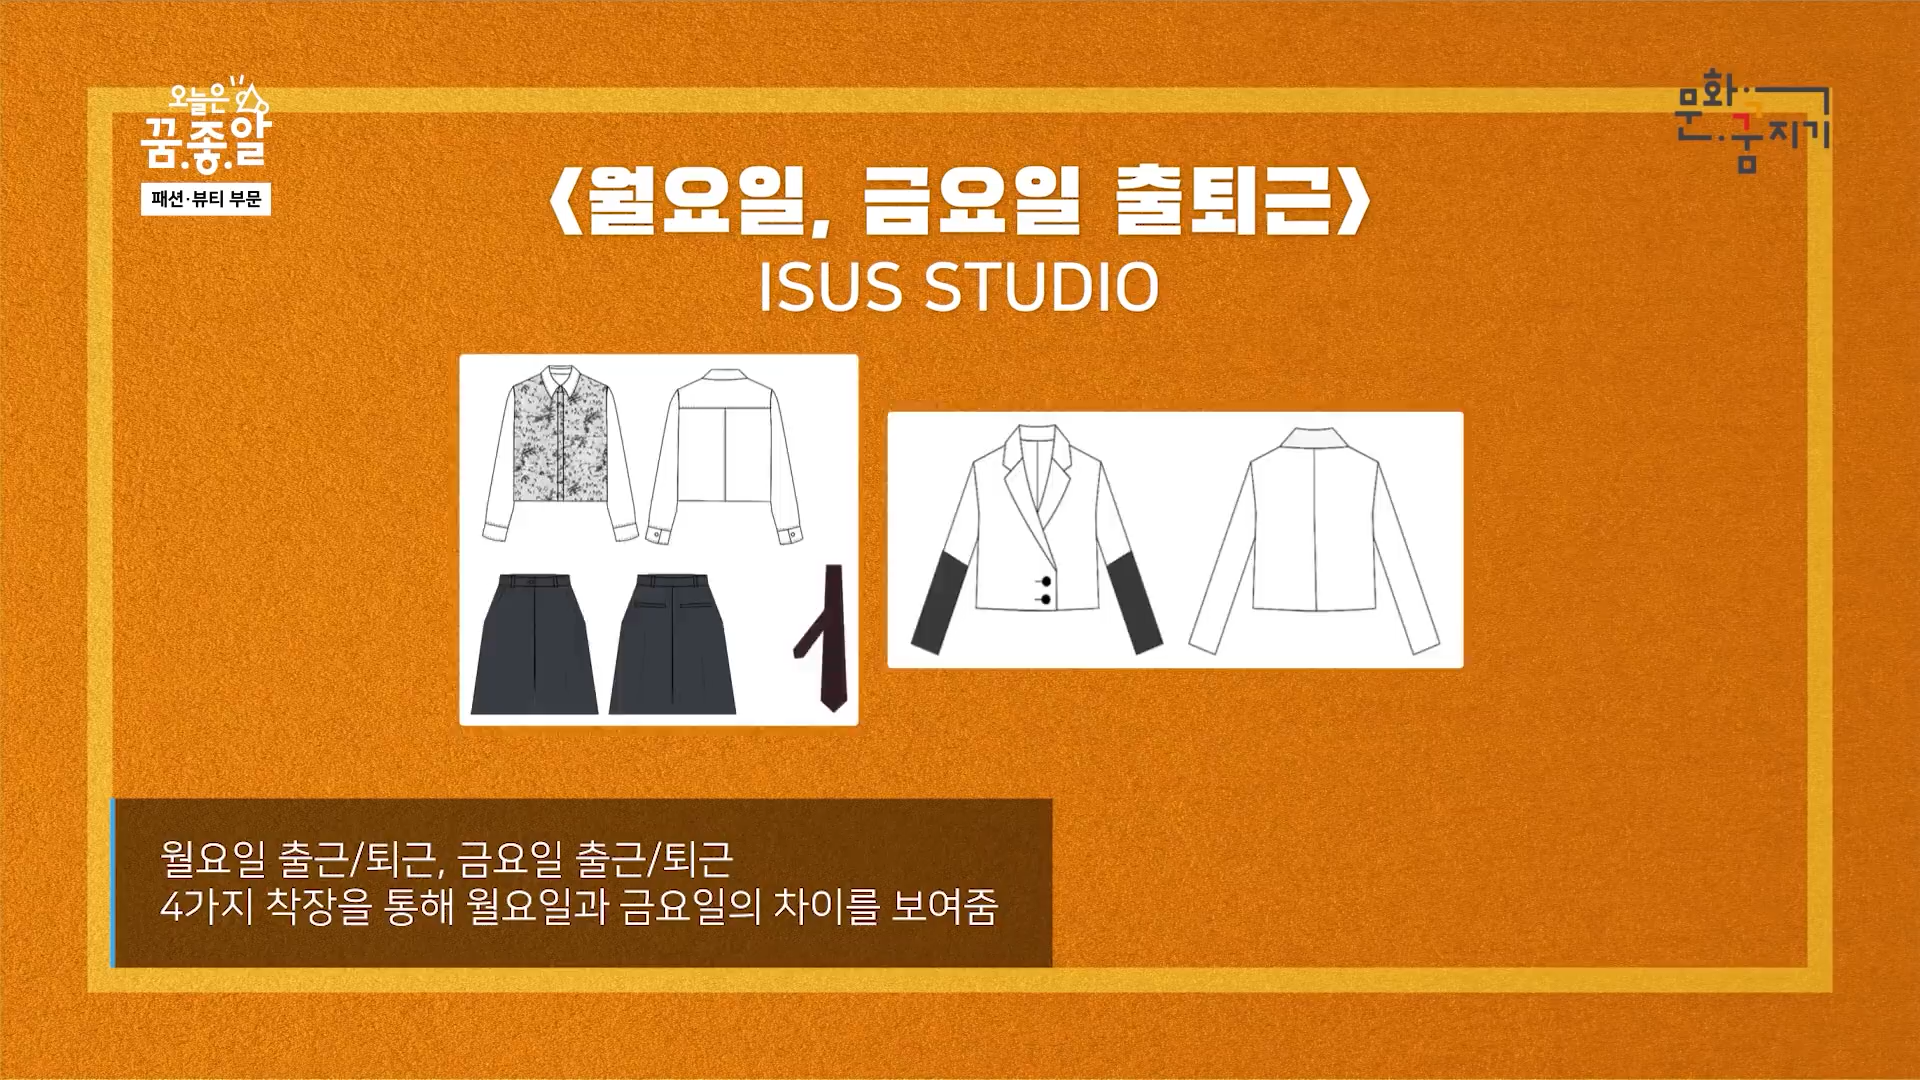 오늘은
꿈.좋.알
패션·뷰티 부문
문화
꿈지기
〈월요일, 금요일 출퇴근〉
ISUS STUDIO
월요일 출근/퇴근, 금요일 출근/퇴근
4가지 착장을 통해 월요일과 금요일의 차이를 보여줌